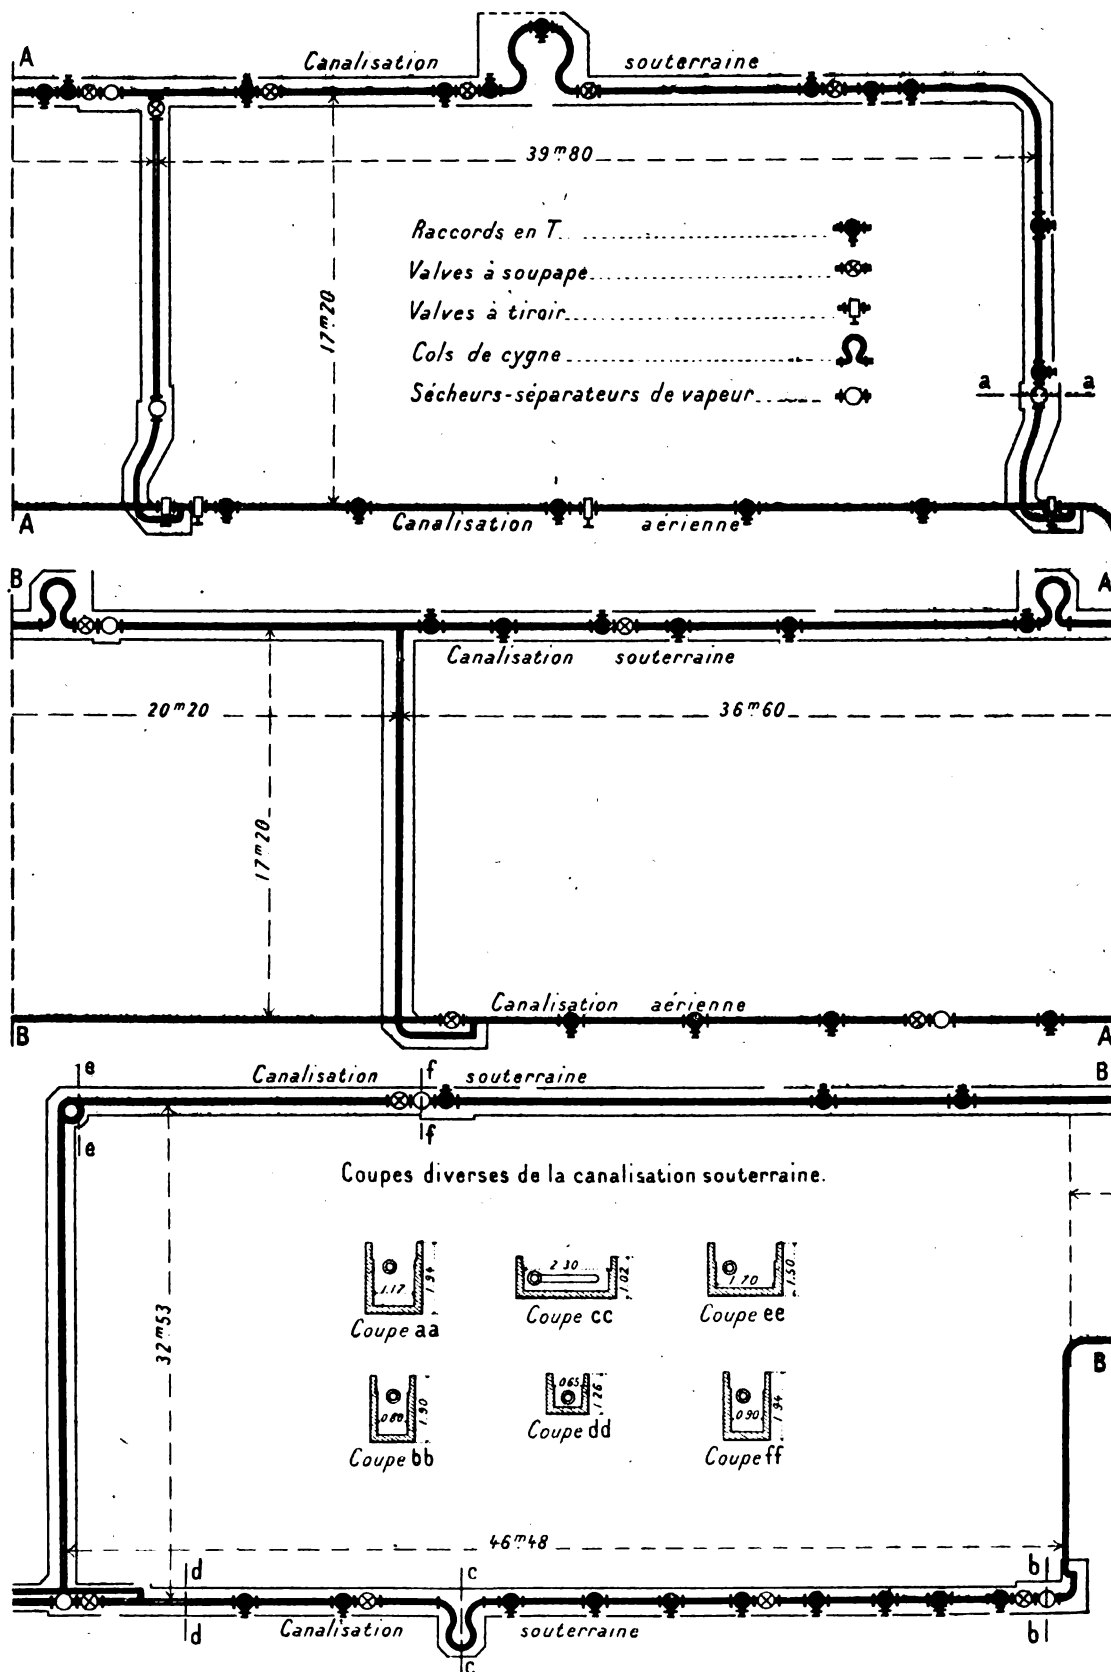 A
Canalisation souterraine
39m80
Raccords en T
Valves à soupape
17m20
Valves à tiroir
Cols de cygne
Sécheurs-séparateurs de vapeur
a a
A
Canalisation aérienne
B A
Canalisation souterraine
20m20 36m60
17m20
Canalisation aérienne
B A
e f
Canalisation souterraine B
e f
Coupes diverses de la canalisation souterraine.
1.17 1.94
Coupe aa
2.30 1.02
Coupe cc
1.70 1.50
Coupe ee
32m53
B
0.80 1.90
Coupe bb
0.65 1.26
Coupe dd
0.90 1.94
Coupe ff
46m48
d c b
d Canalisation souterraine b
c